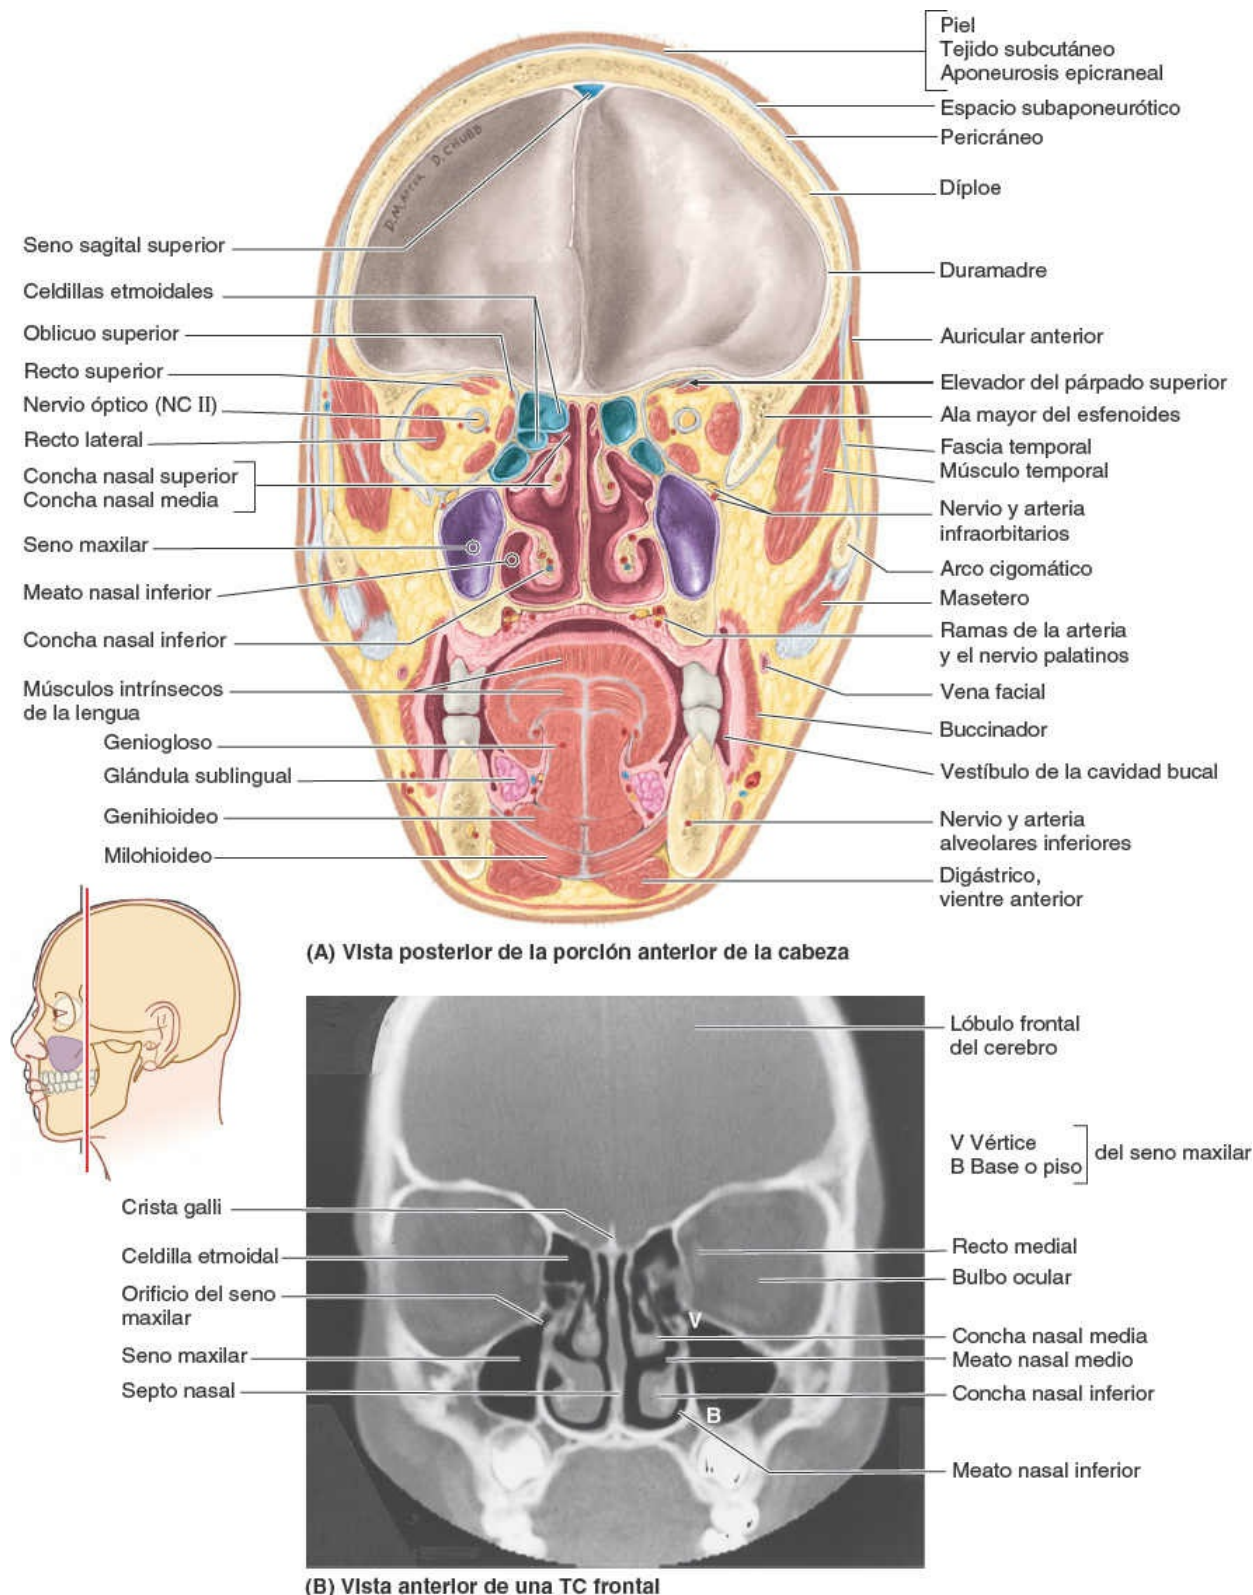 Piel
Tejido subcutáneo
Aponeurosis epicraneal
Espacio subaponeurótico
Pericráneo
Díploe
Duramadre
Auricular anterior
Elevador del párpado superior
Ala mayor del esfenoides
Fascia temporal
Músculo temporal
Nervio y arteria
infraorbitarios
Arco cigomático
Masetero
Ramas de la arteria
y el nervio palatinos
Vena facial
Buccinador
Vestíbulo de la cavidad bucal
Nervio y arteria
alveolares inferiores
Digástrico,
vientre anterior
D. CHUBB
Seno sagital superior
Celdillas etmoidales
Oblicuo superior
Recto superior
Nervio óptico (NC II)
Recto lateral
Concha nasal superior
Concha nasal media
Seno maxilar
Meato nasal inferior
Concha nasal inferior
Músculos intrínsecos
de la lengua
Geniogloso
Glándula sublingual
Genihioideo
Milohioideo
(A) Vista posterior de la porción anterior de la cabeza
Lóbulo frontal
del cerebro
V Vértice
B Base o piso
del seno maxilar
Crista galli
Celdilla etmoidal
Orificio del seno
maxilar
Seno maxilar
Septo nasal
V
B
Recto medial
Bulbo ocular
Concha nasal media
Meato nasal medio
Concha nasal inferior
Meato nasal inferior
(B) Vista anterior de una TC frontal